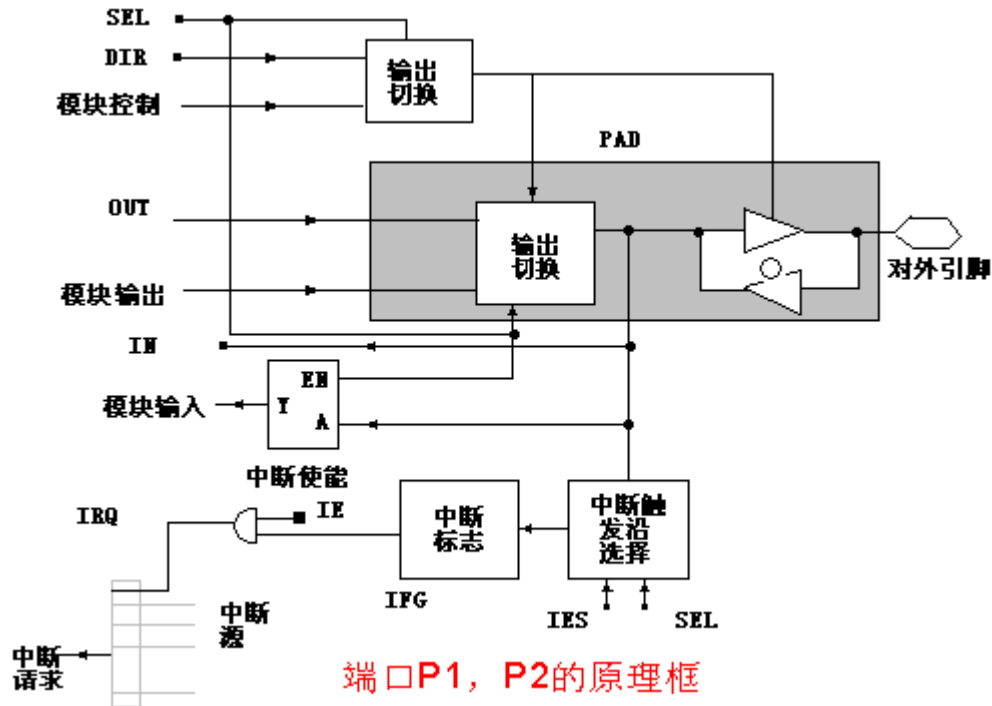 SEL
DIR
输出
切换
模块控制
PAD
OUT
输出
切换
对外引脚
模块输出
IN
EN
模块输入
Y
A
中断使能
IRQ
IE
中断
标志
中断触
发沿
选择
IFG
IES
SEL
中断
源
中断
请求
端口P1，P2的原理框